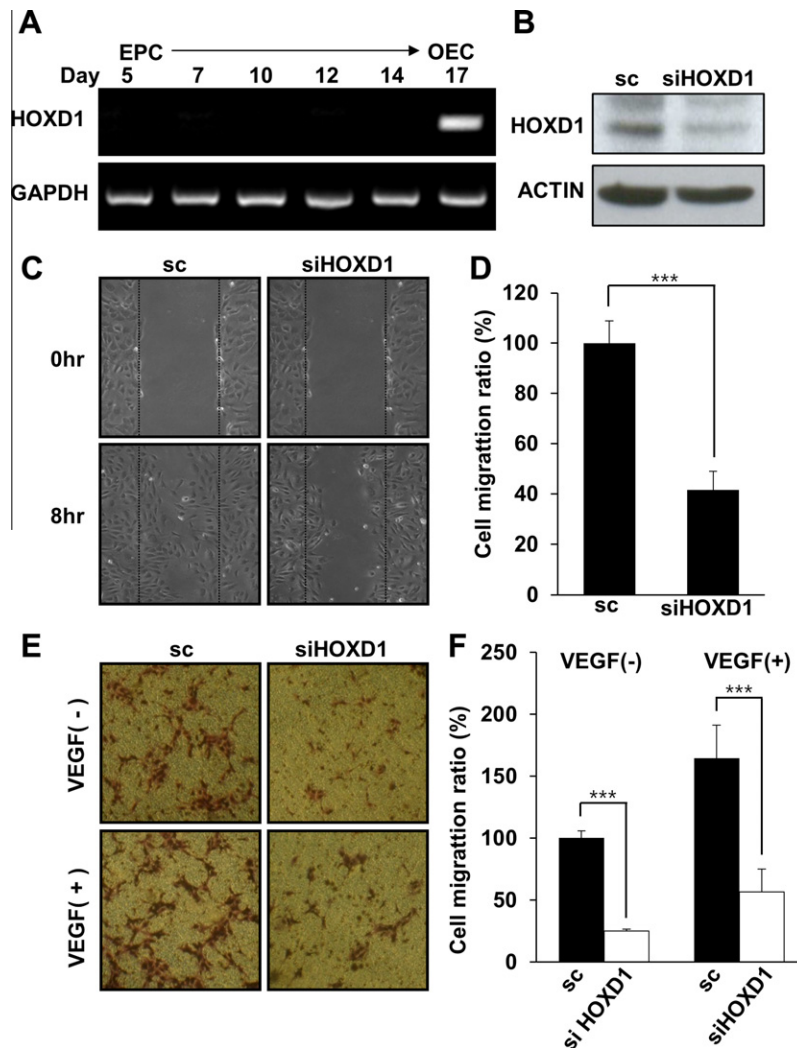 A
EPC OEC
Day 5 7 10 12 14 17
HOXD1
GAPDH
B
sc siHOXD1
HOXD1
ACTIN
C
sc siHOXD1
0hr
8hr
D
***
Cell migrattion ratio (%)
120
100
80
60
40
20
0
sc siHOXD1
E
sc siHOXD1
VEGF( - )
VEGF( + )
F
VEGF(-) VEGF(+)
***
***
Cell migrattion ratio (%)
250
200
150
100
50
0
sc
si HOXD1
sc
siHOXD1